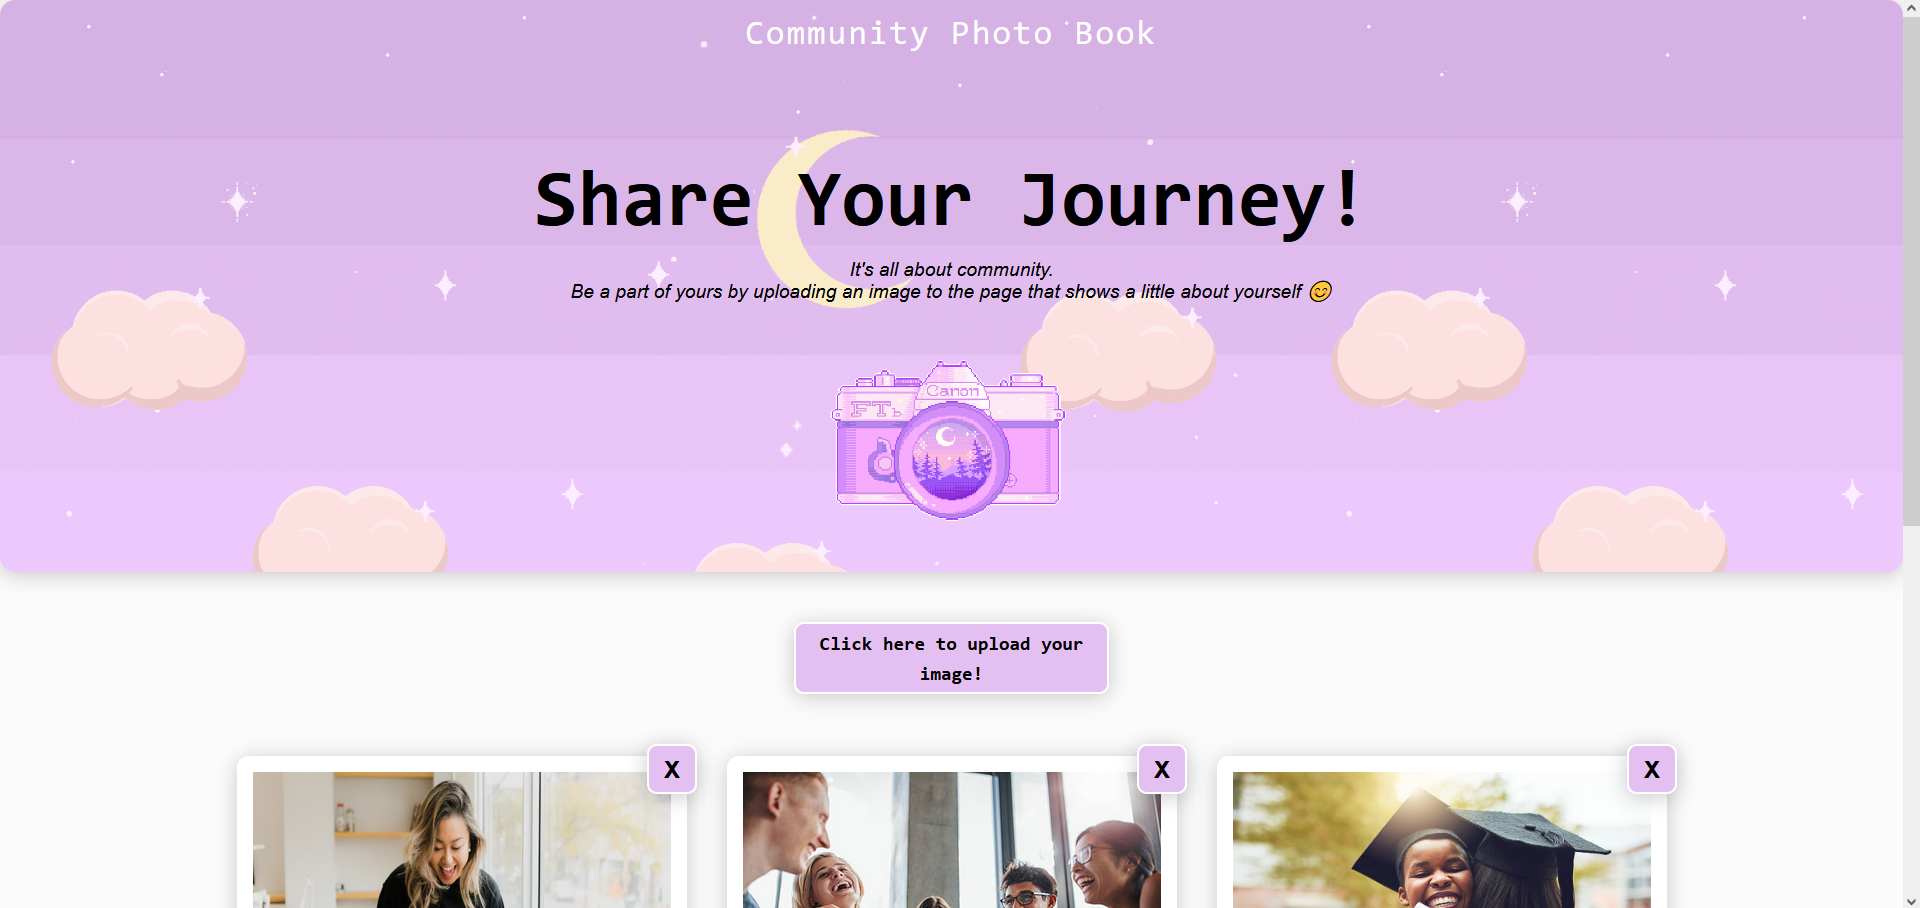 Community Photo Book
Share Your Journey!
It's all about community.
Be a part of yours by uploading an image to the page that shows a little about yourself 😊
Canon
FTb
Click here to upload your
image!
X
X
X